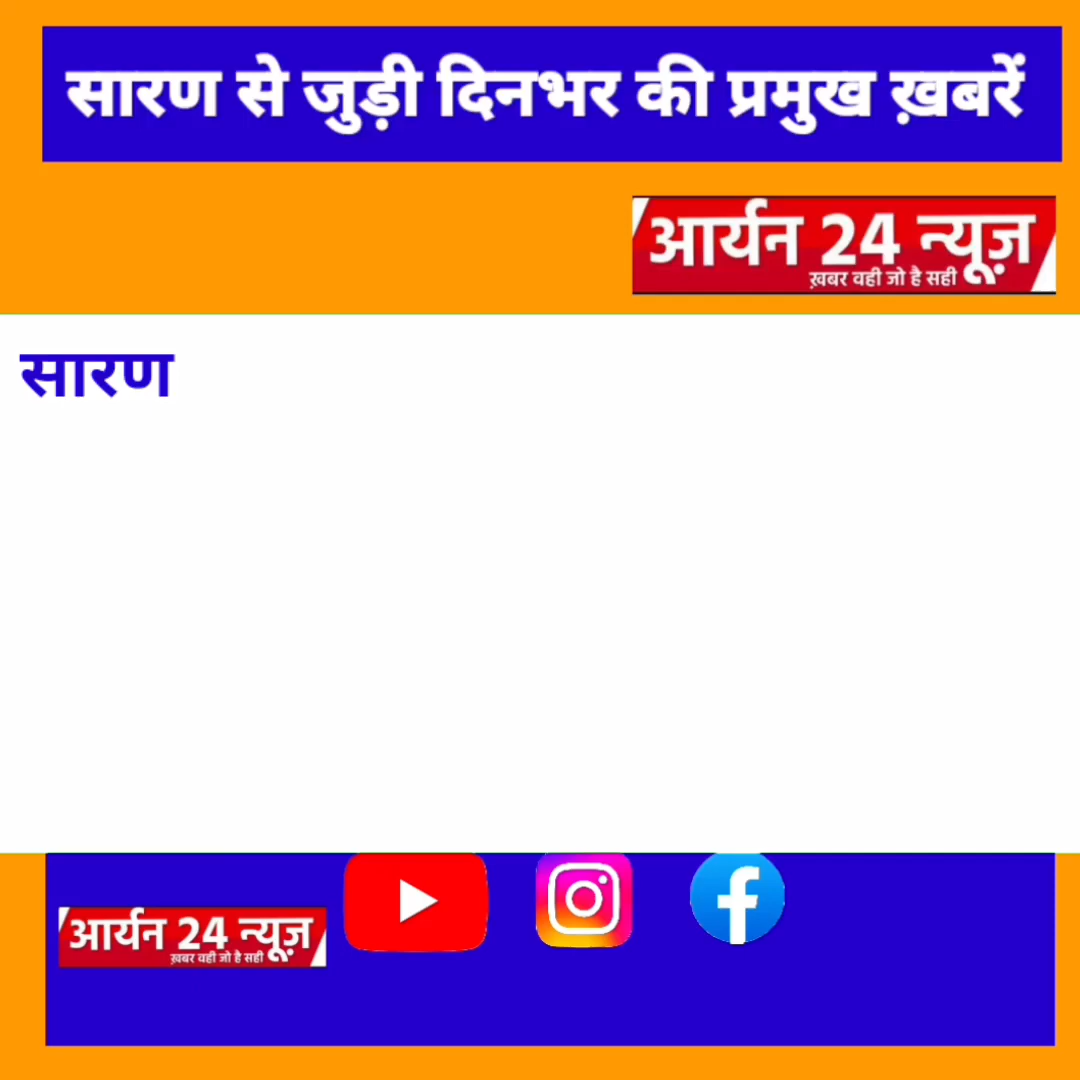 सारण से जुड़ी दिनभर की प्रमुख ख़बरें
आर्यन 24 न्यूज़
ख़बर वही जो है सही
सारण
आर्यन 24 न्यूज़
ख़बर वही जो है सही